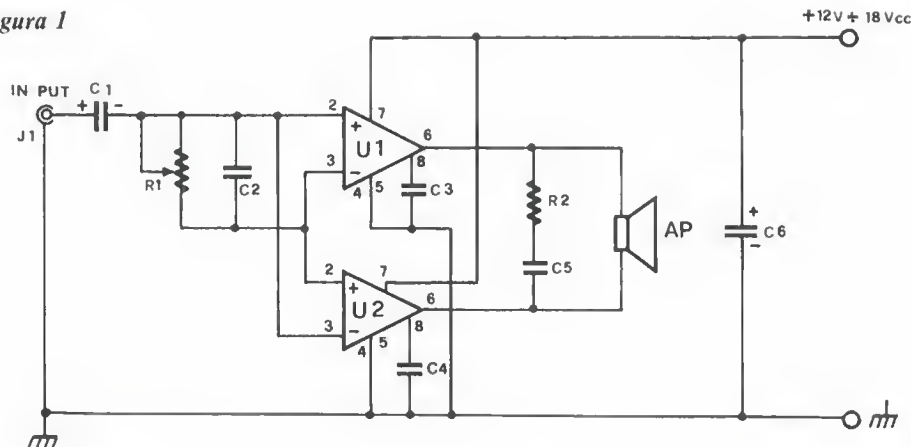 gura 1
+12V ÷ 18 Vcc
IN PUT
C1
+
-
J1
2
7
+
U1
6
8
3
-
4
5
R1
C2
C3
R2
AP
+
C6
-
C5
2
7
+
U2
6
8
3
-
4
5
C4